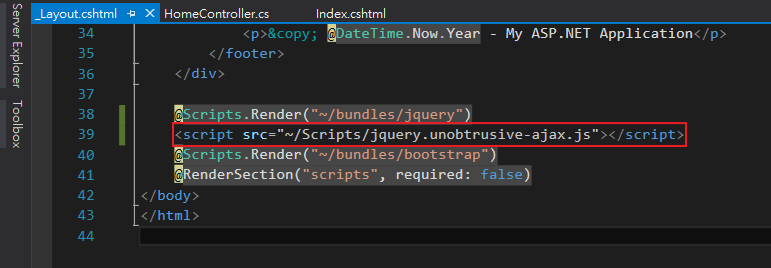 _Layout.cshtml HomeController.cs Index.cshtml
Server Explorer
Toolbox
34 <p>&copy; @DateTime.Now.Year - My ASP.NET Application</p>
35 </footer>
36 </div>
37
38 @Scripts.Render("~/bundles/jquery")
39 <script src="~/Scripts/jquery.unobtrusive-ajax.js"></script>
40 @Scripts.Render("~/bundles/bootstrap")
41 @RenderSection("scripts", required: false)
42 </body>
43 </html>
44